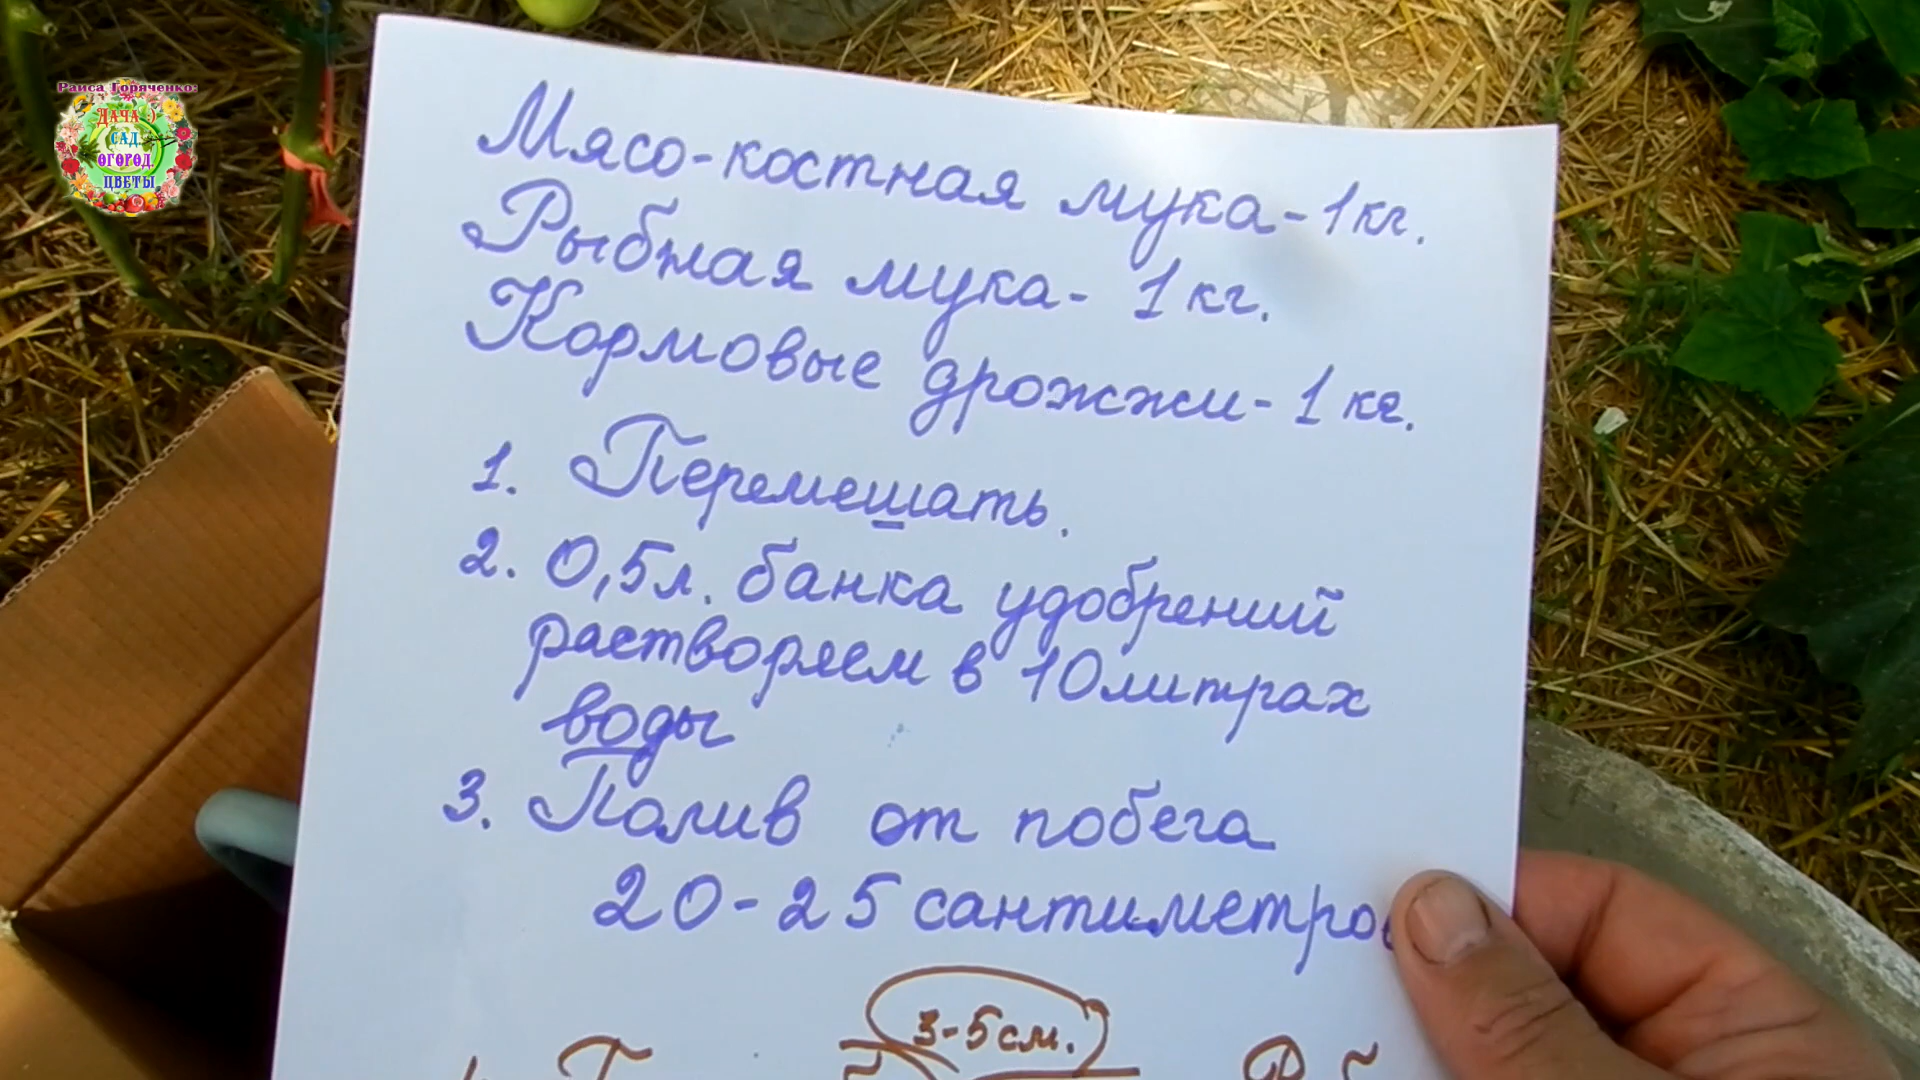 Раиса Горяченко:
ДАЧА
САД.
ОГОРОД.
ЦВЕТЫ
Мясо-костная мука-1кг.
Рыбная мука- 1кг.
Кормовые дрожжи-1кг.
1. Перемешать.
2. 0,5л. банка удобрений
растворяем в 10литрах
воды
3. Полив от побега
20-25 сантиметро
3-5см.